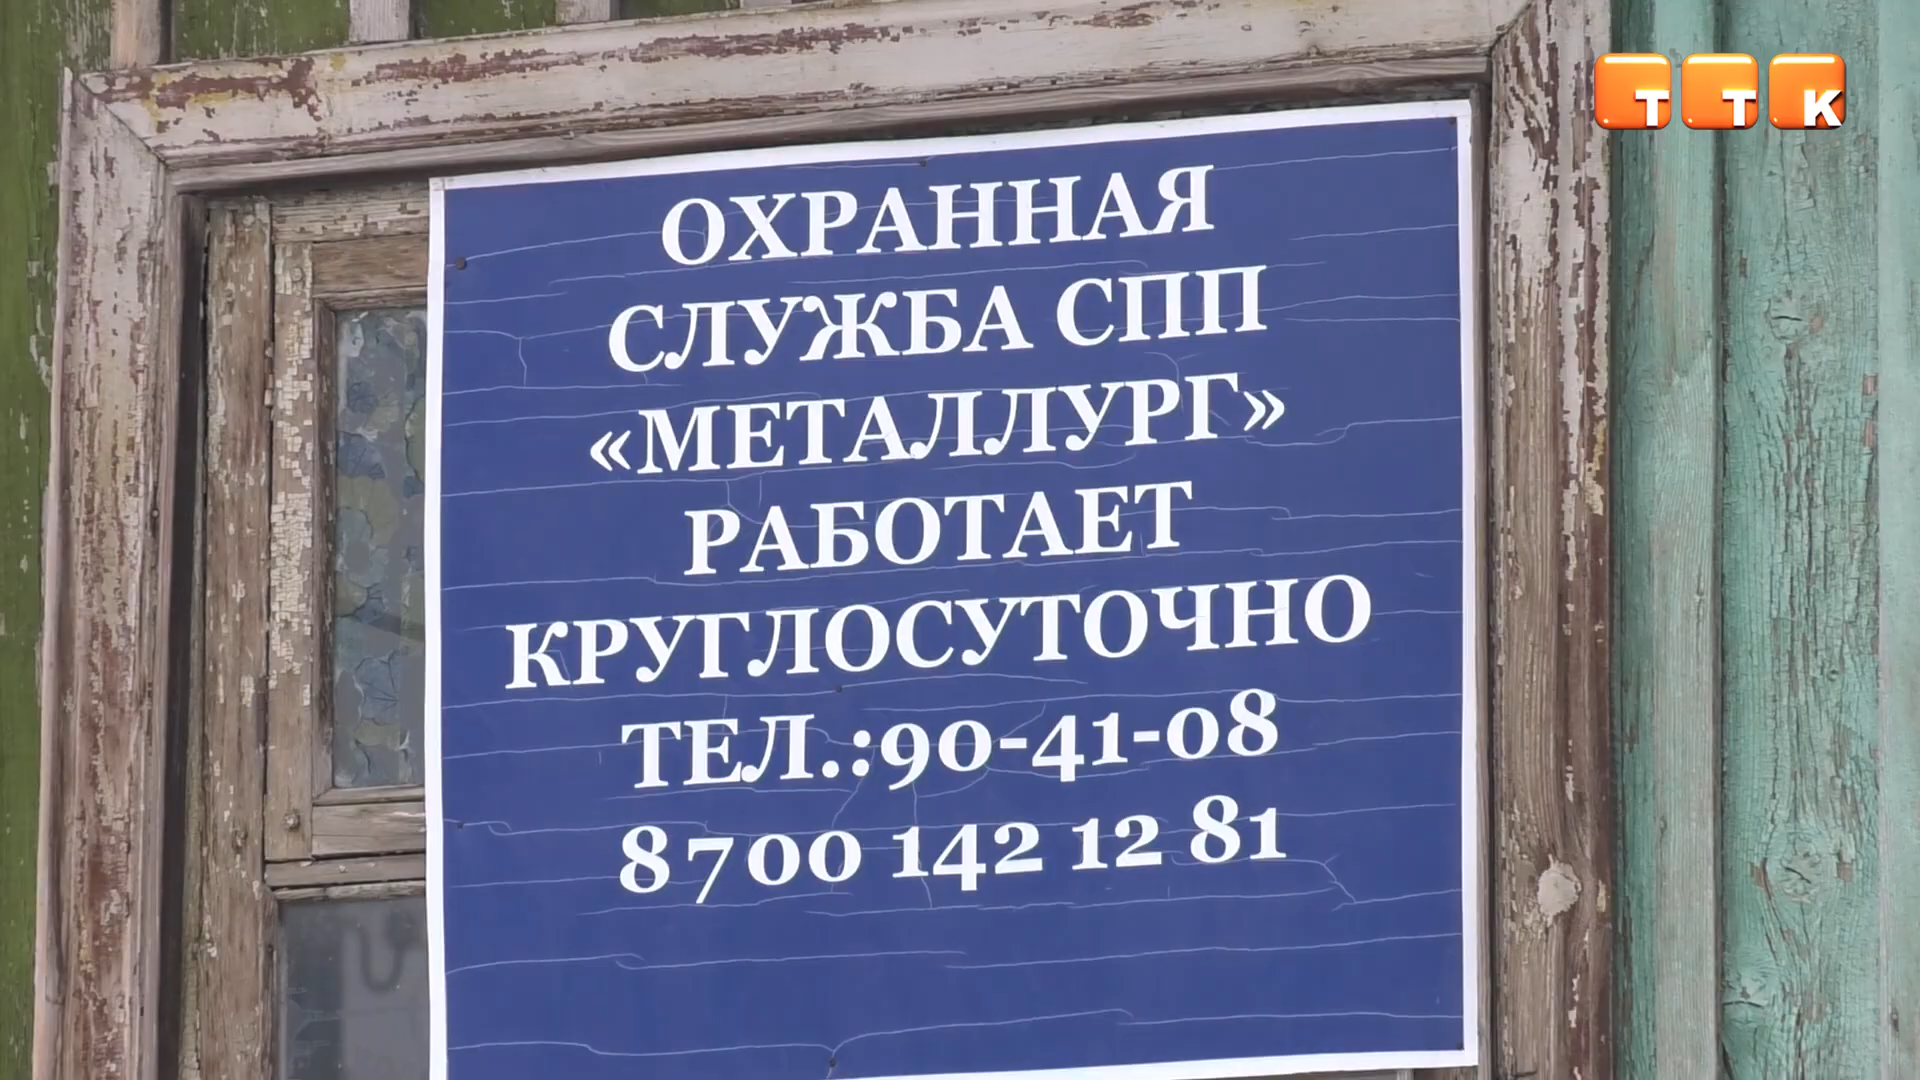 ТТК
ОХРАННАЯ
СЛУЖБА СПП
«МЕТАЛЛУРГ»
РАБОТАЕТ
КРУГЛОСУТОЧНО
ТЕЛ.:90-41-08
8 700 142 12 81